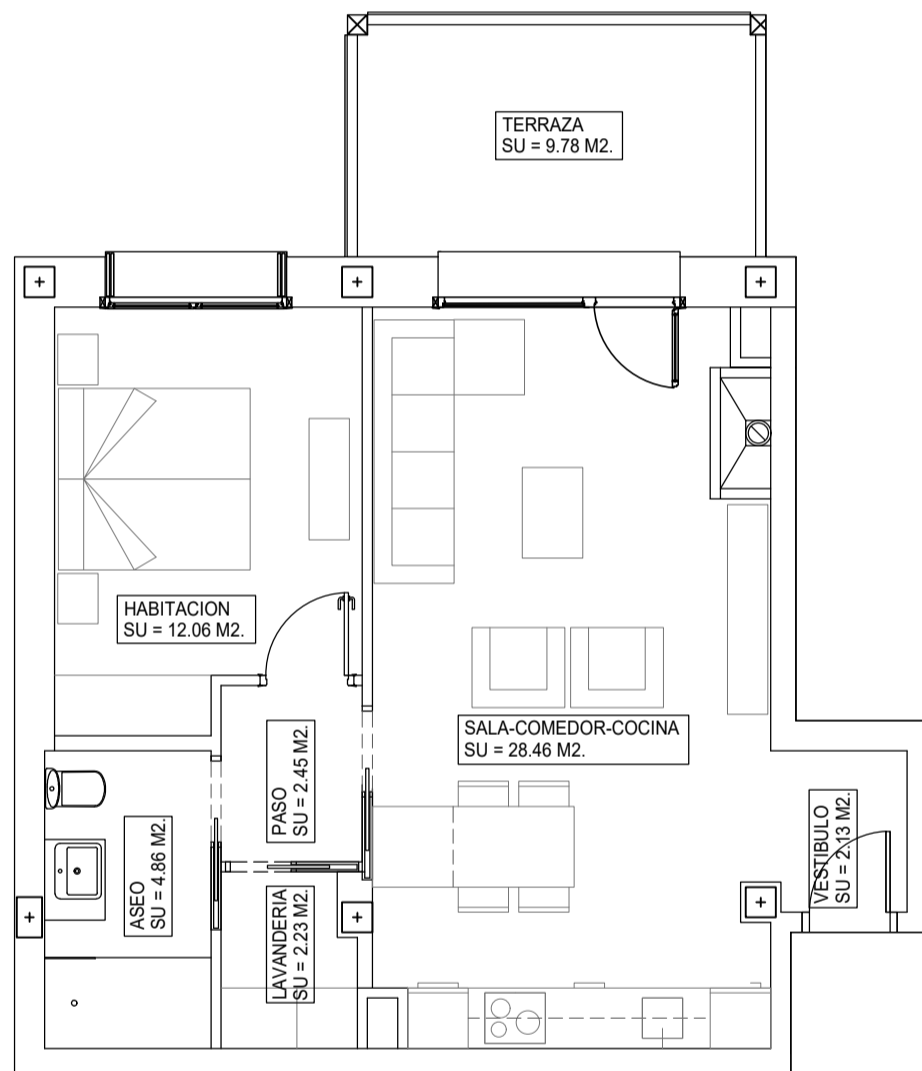 TERRAZA
SU = 9.78 M2.
HABITACION
SU = 12.06 M2.
SALA-COMEDOR-COCINA
SU = 28.46 M2.
PASO
SU = 2.45 M2.
VESTIBULO
SU = 2.13 M2.
ASEO
SU = 4.86 M2.
LAVANDERIA
SU = 2.23 M2.